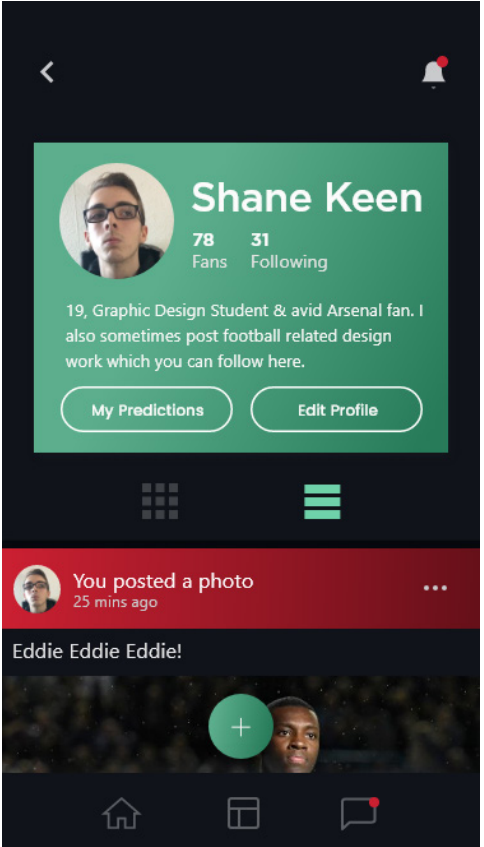 Shane Keen
78 31
Fans Following
19, Graphic Design Student & avid Arsenal fan. I
also sometimes post football related design
work which you can follow here.
My Predictions Edit Profile
You posted a photo
25 mins ago
Eddie Eddie Eddie!